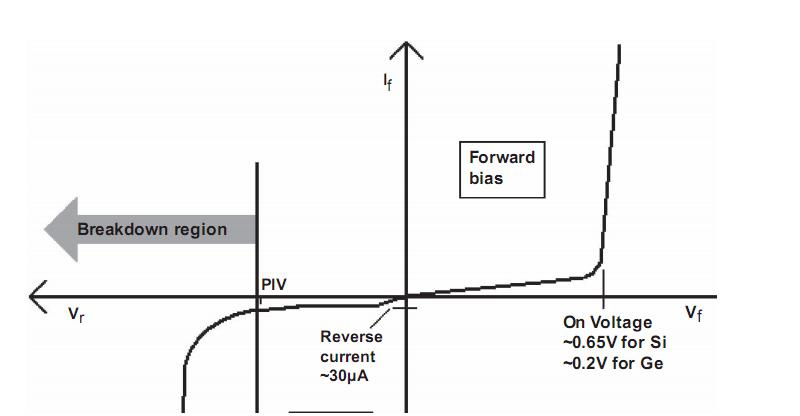 If
Forward
bias
Breakdown region
PIV
Vr
Vf
Reverse
current
~30µA
On Voltage
~0.65V for Si
~0.2V for Ge